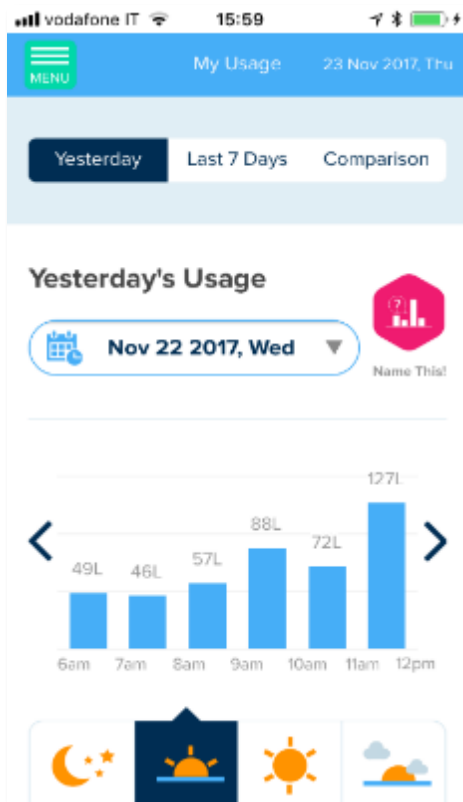 vodafone IT 15:59
MENU My Usage 23 Nov 2017, Thu
Yesterday Last 7 Days Comparison
Yesterday's Usage
Nov 22 2017, Wed
Name This!
127L
88L
72L
57L
49L 46L
6am 7am 8am 9am 10am 11am 12pm